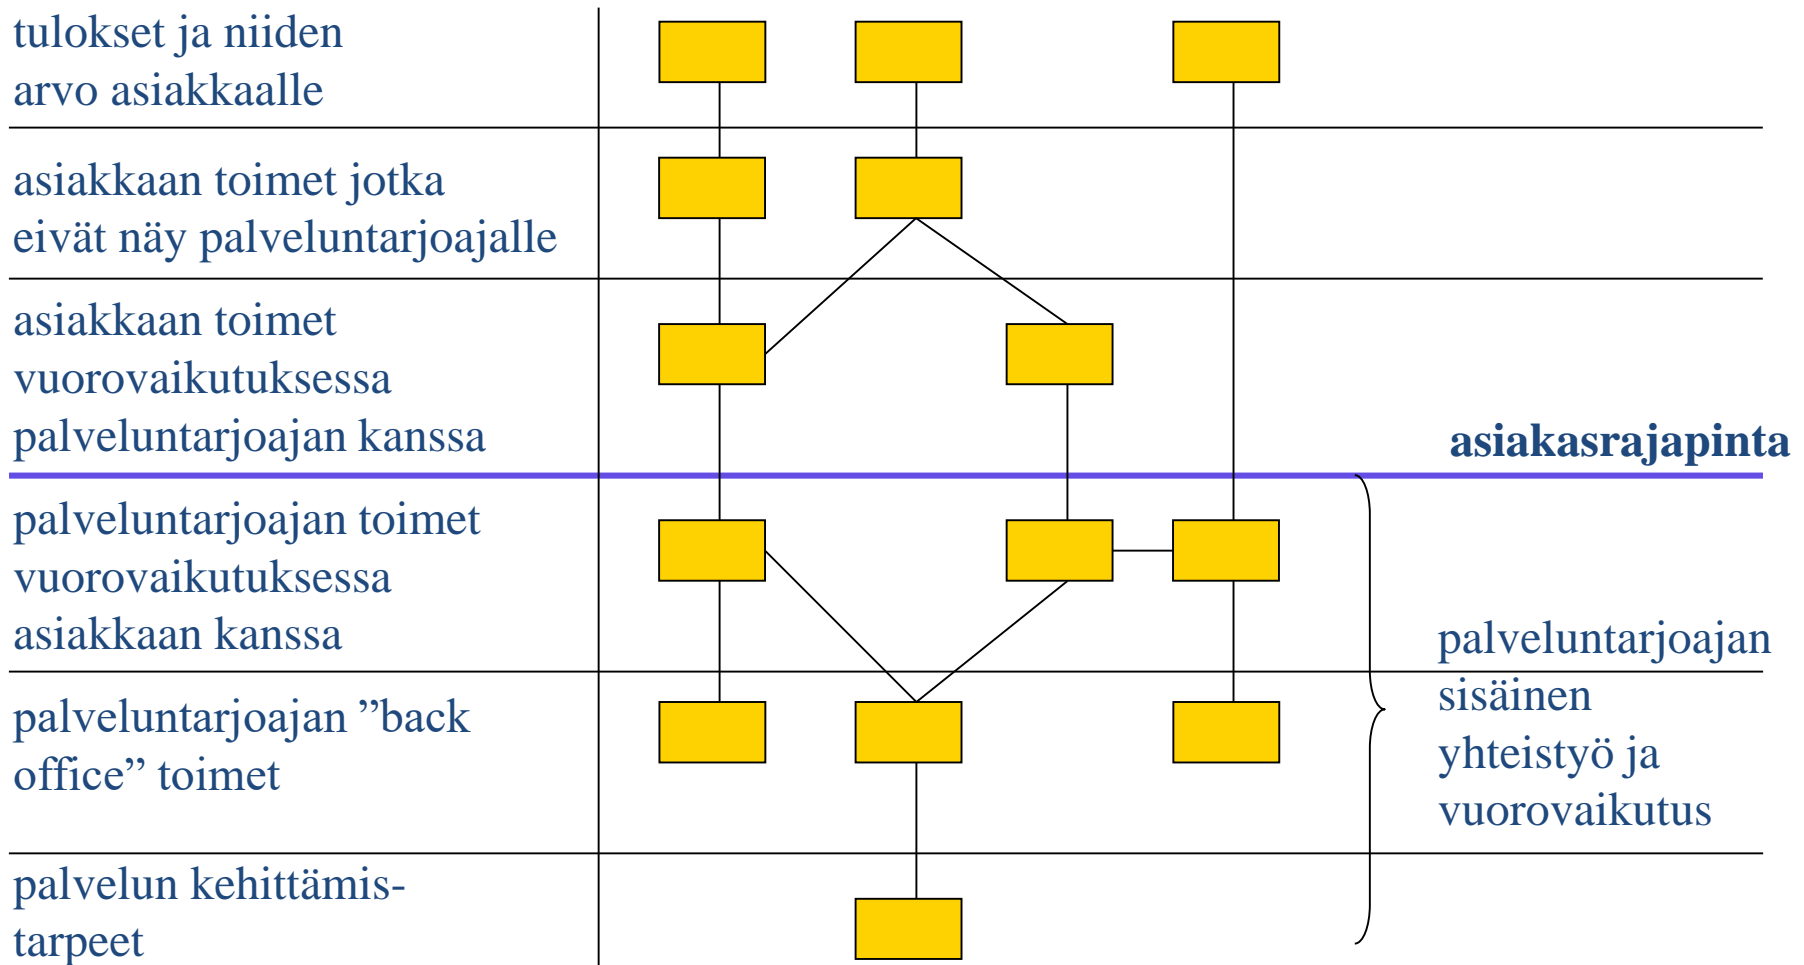 tulokset ja niiden
arvo asiakkaalle
asiakkaan toimet jotka
eivät näy palveluntarjoajalle
asiakkaan toimet
vuorovaikutuksessa
palveluntarjoajan kanssa
asiakasrajapinta
palveluntarjoajan toimet
vuorovaikutuksessa
asiakkaan kanssa
palveluntarjoajan ”back
office” toimet
palveluntarjoajan
sisäinen
yhteistyö ja
vuorovaikutus
palvelun kehittämis-
tarpeet